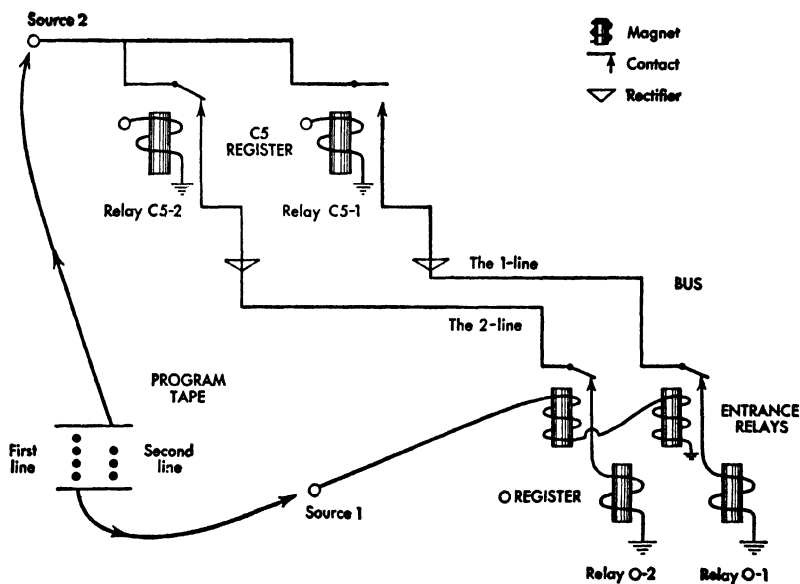 Source 2
Magnet
Contact
Rectifier
C5
REGISTER
Relay C5-2
Relay C5-1
The 1-line
BUS
The 2-line
PROGRAM
TAPE
First
line
Second
line
ENTRANCE
RELAYS
Source 1
O REGISTER
Relay O-2
Relay O-1